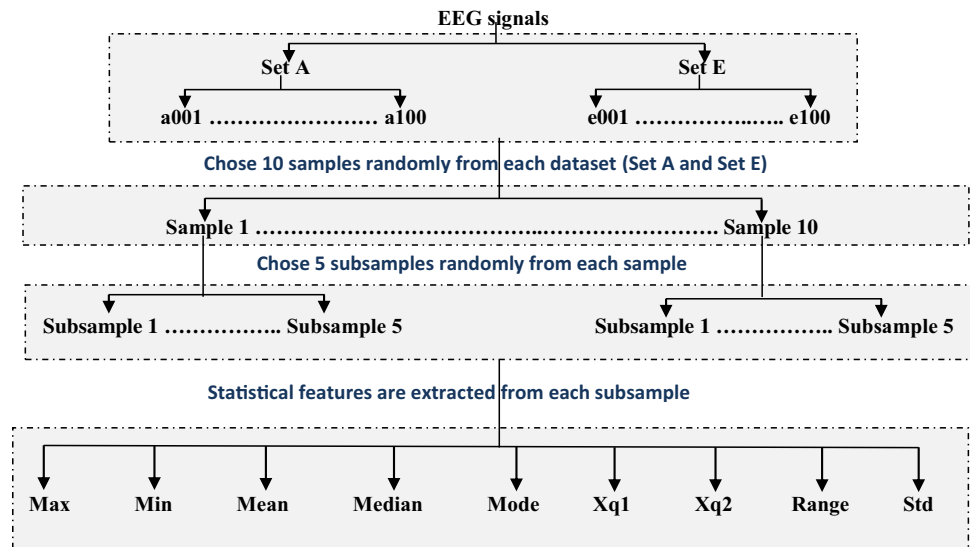 EEG signals
Set A Set E
a001 …………………… a100 e001 ……………..….. e100
Chose 10 samples randomly from each dataset (Set A and Set E)
Sample 1 ………………………………...………………………. Sample 10
Chose 5 subsamples randomly from each sample
Subsample 1 …………….. Subsample 5 Subsample 1 …………….. Subsample 5
Statistical features are extracted from each subsample
Max Min Mean Median Mode Xq1 Xq2 Range Std